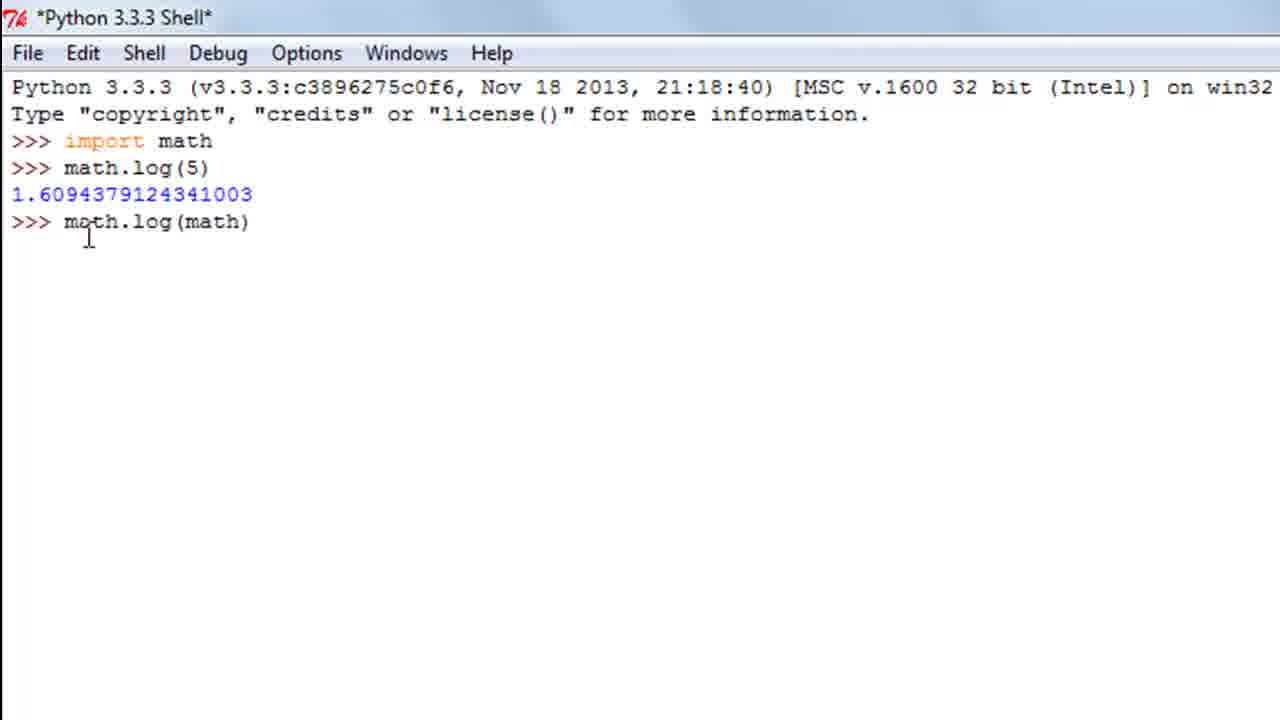 *Python 3.3.3 Shell*
File Edit Shell Debug Options Windows Help
Python 3.3.3 (v3.3.3:c3896275c0f6, Nov 18 2013, 21:18:40) [MSC v.1600 32 bit (Intel)] on win32
Type "copyright", "credits" or "license()" for more information.
>>> import math
>>> math.log(5)
1.6094379124341003
>>> math.log(math)